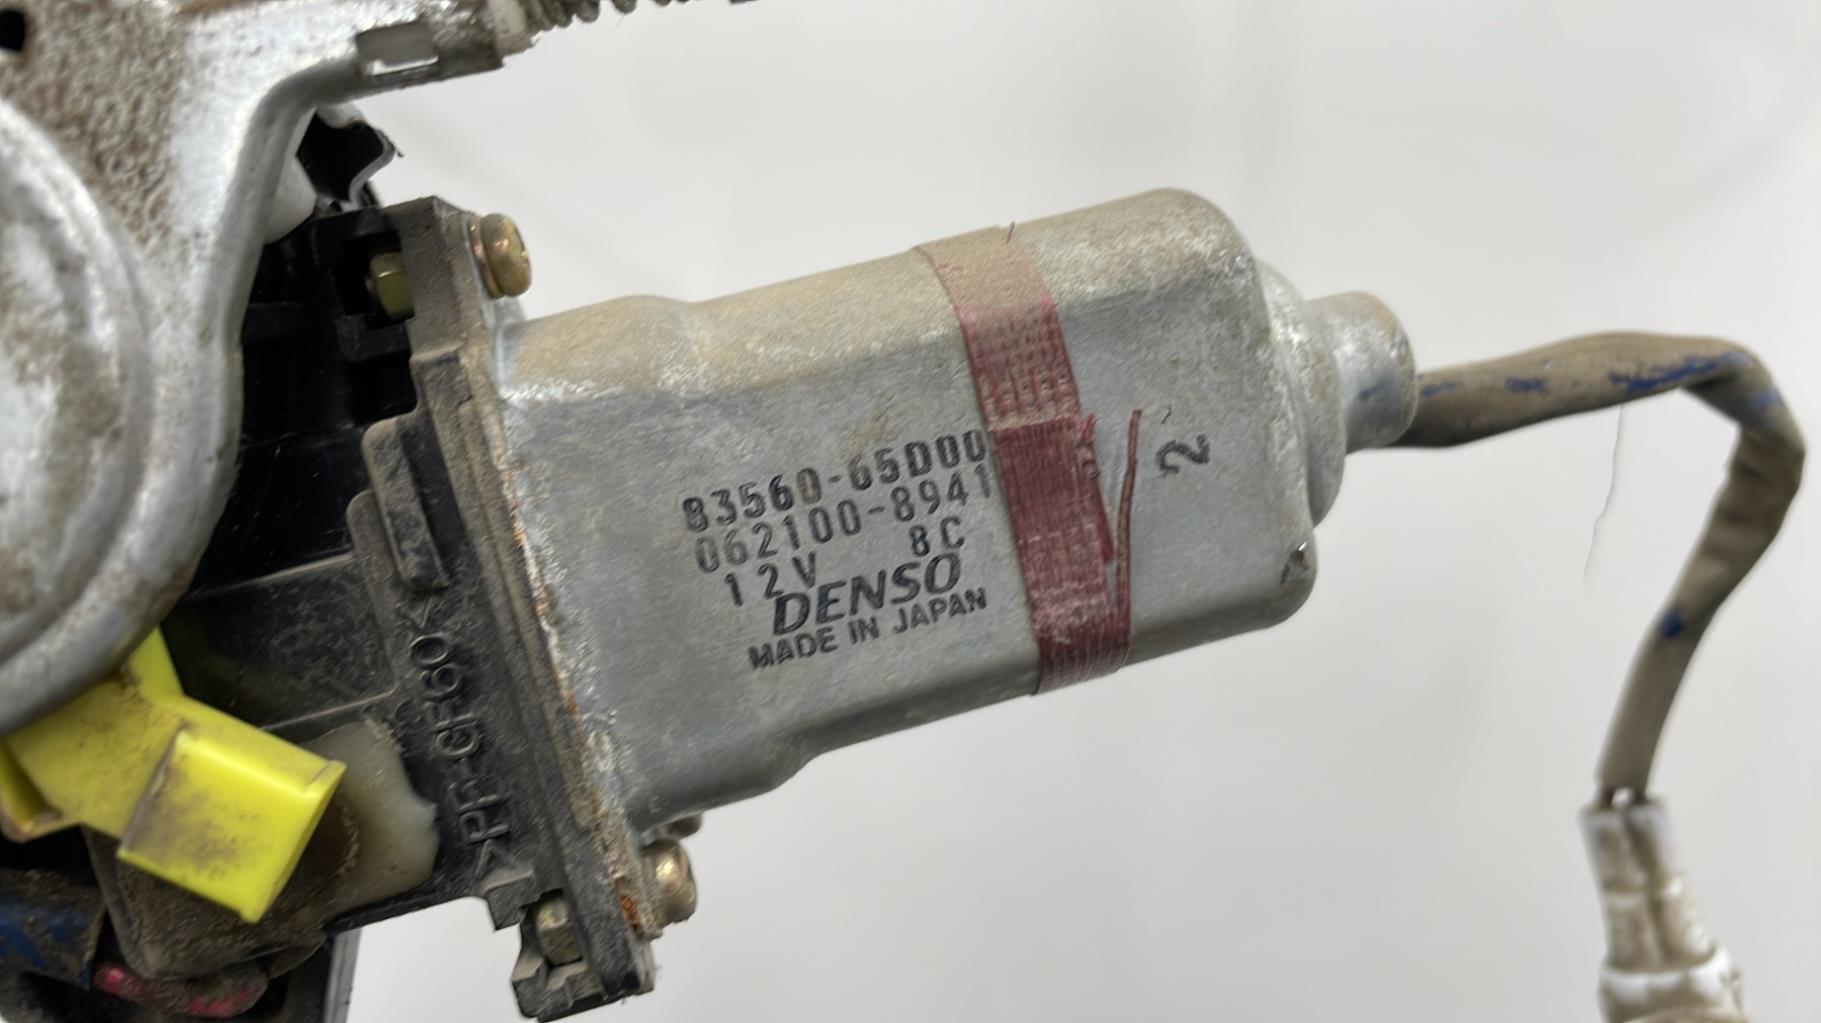 83560-65D00
062100-8941
12V 8C
DENSO
MADE IN JAPAN
2
>PP-GF60<